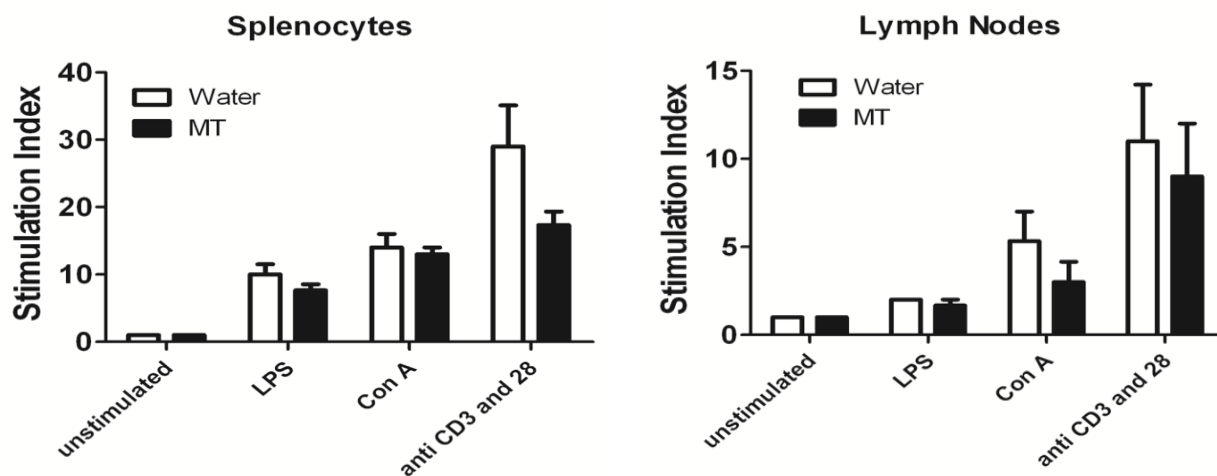 Splenocytes
Stimulation Index
40
30
20
10
0
Water
MT
unstimulated
LPS
Con A
anti CD3 and 28
Lymph Nodes
Stimulation Index
15
10
5
0
Water
MT
unstimulated
LPS
Con A
anti CD3 and 28